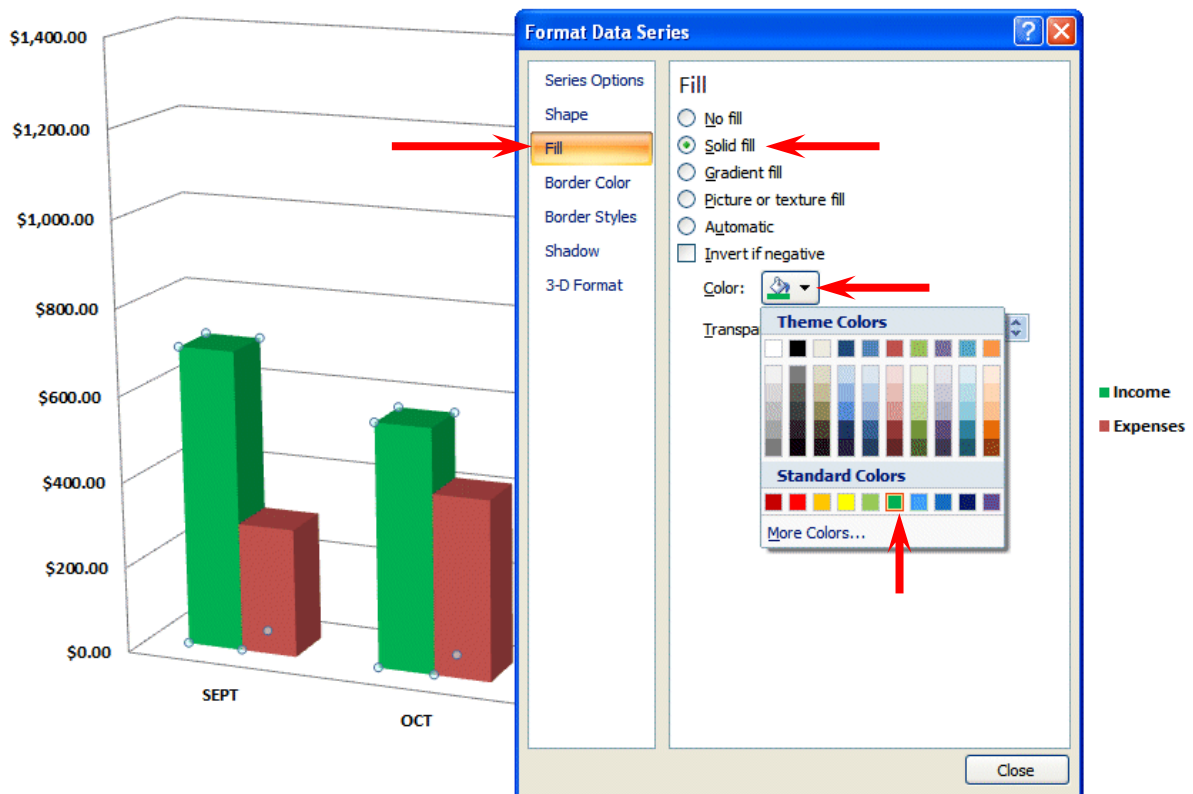 $1,400.00
$1,200.00
$1,000.00
$800.00
$600.00
$400.00
$200.00
$0.00
SEPT
OCT
Format Data Series
?
Series Options
Shape
Fill
Border Color
Border Styles
Shadow
3-D Format
Fill
No fill
Solid fill
Gradient fill
Picture or texture fill
Automatic
Invert if negative
Color:
Transpa
Theme Colors
Standard Colors
More Colors...
Close
Income
Expenses